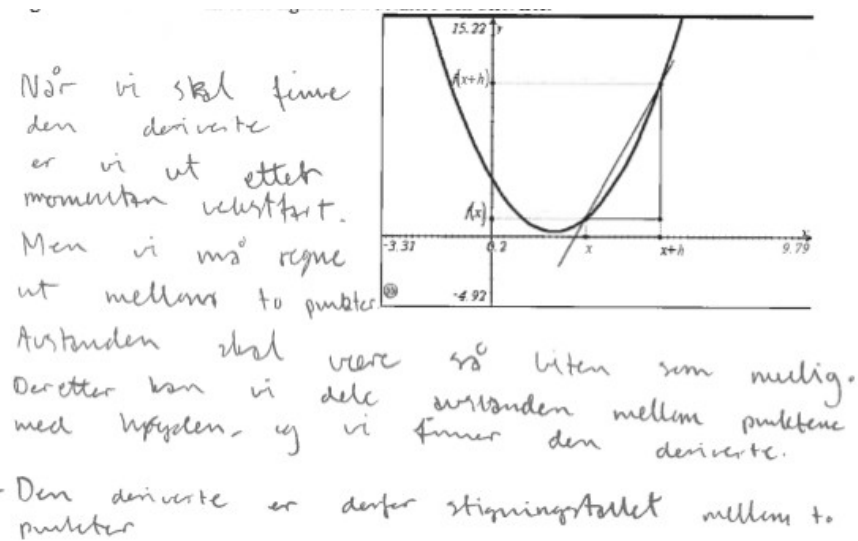 15.22 y
Når vi skal finne
f(x+h)
den deriverte
er vi ut etter
momentan vekstfart.
f(x)
Men vi må regne
-3.31 0.2 x x+h 9.79 x
ut mellom to punkter
-4.92
Avstanden skal være så liten som mulig.
Deretter kan vi dele avstanden mellom punktene
med høyden, og vi finner den deriverte.
- Den deriverte er derfor stigningstallet mellom to
punkter